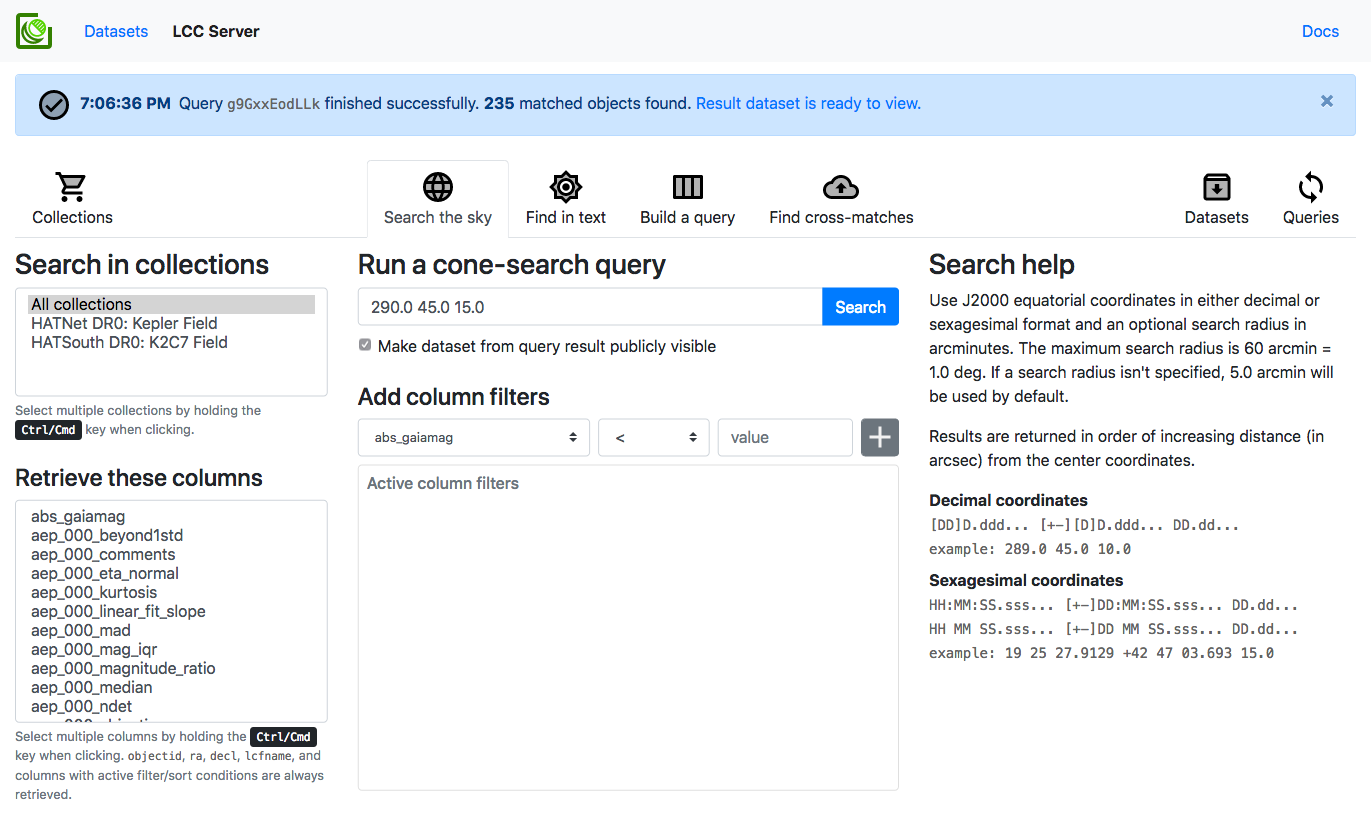 Datasets LCC Server Docs
7:06:36 PM Query g9GxxEodLLk finished successfully. 235 matched objects found. Result dataset is ready to view. ×
Collections Search the sky Find in text Build a query Find cross-matches Datasets Queries
Search in collections
All collections
HATNet DR0: Kepler Field
HATSouth DR0: K2C7 Field
Select multiple collections by holding the
Ctrl/Cmd key when clicking.
Retrieve these columns
abs_gaiamag
aep_000_beyond1std
aep_000_comments
aep_000_eta_normal
aep_000_kurtosis
aep_000_linear_fit_slope
aep_000_mad
aep_000_mag_iqr
aep_000_magnitude_ratio
aep_000_median
aep_000_ndet
Select multiple columns by holding the Ctrl/Cmd
key when clicking. objectid, ra, decl, lcfname, and
columns with active filter/sort conditions are always
retrieved.
Run a cone-search query
290.0 45.0 15.0 Search
Make dataset from query result publicly visible
Add column filters
abs_gaiamag < value +
Active column filters
Search help
Use J2000 equatorial coordinates in either decimal or
sexagesimal format and an optional search radius in
arcminutes. The maximum search radius is 60 arcmin =
1.0 deg. If a search radius isn't specified, 5.0 arcmin will
be used by default.
Results are returned in order of increasing distance (in
arcsec) from the center coordinates.
Decimal coordinates
[DD]D.ddd... [+−][D]D.ddd... DD.dd...
example: 289.0 45.0 10.0
Sexagesimal coordinates
HH:MM:SS.sss... [+−]DD:MM:SS.sss... DD.dd...
HH MM SS.sss... [+−]DD MM SS.sss... DD.dd...
example: 19 25 27.9129 +42 47 03.693 15.0